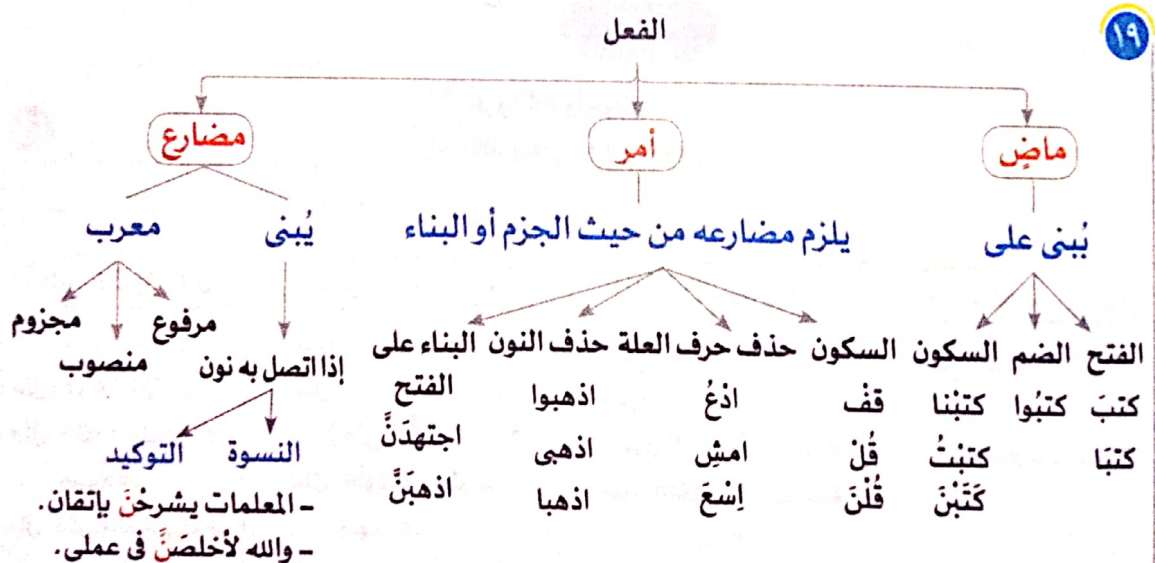 ١٩
الفعل
ماضٍ
أمر
مضارع
يُبنى على
يلزم مضارعه من حيث الجزم أو البناء
يُبنى
معرب
الفتح
كتبَ
كتبَا
الضم
كتبُوا
السكون
كتبْنا
كتبْتُ
كَتَبْنَ
السكون
قفْ
قُلْ
قُلْنَ
حذف حرف العلة
ادْعُ
امشِ
اِسْعَ
حذف النون
اذهبوا
اذهبى
اذهبا
البناء على
الفتح
اجتهدَنَّ
اذهبَنَّ
إذا اتصل به نون
النسوة
التوكيد
– المعلمات يشرحْنَ بإتقان.
– والله لأخلصَنَّ فى عملى.
مرفوع
منصوب
مجزوم